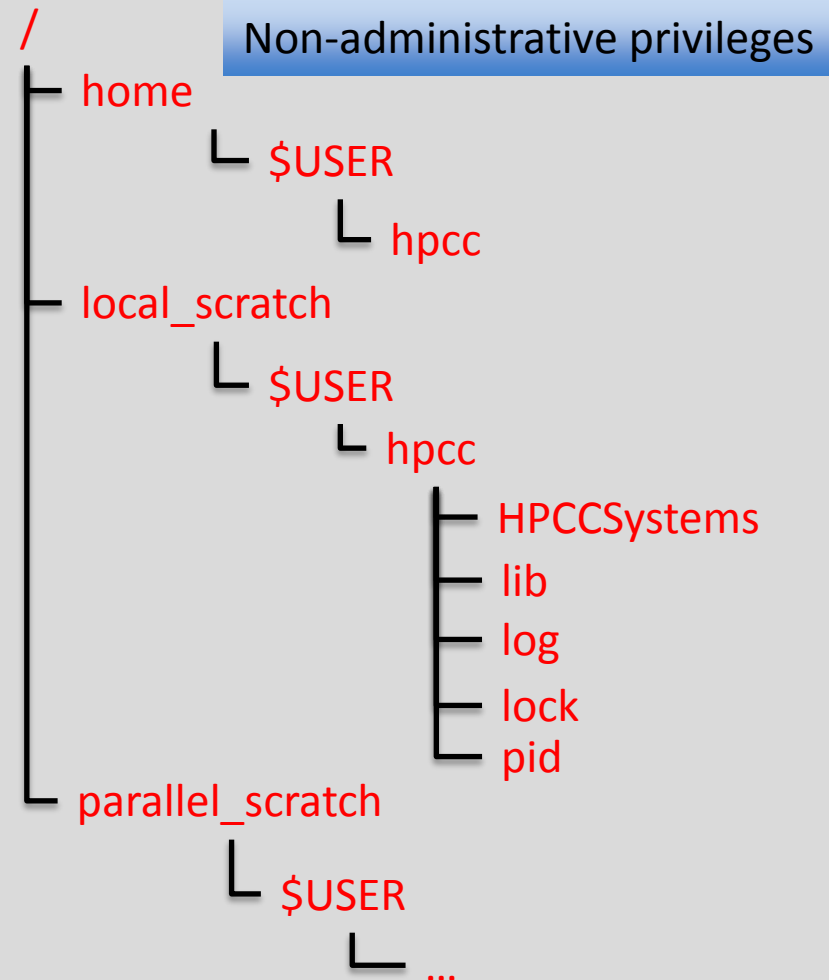 /
Non-administrative privileges
home
$USER
hpcc
local_scratch
$USER
hpcc
HPCCSystems
lib
log
lock
pid
parallel_scratch
$USER
...